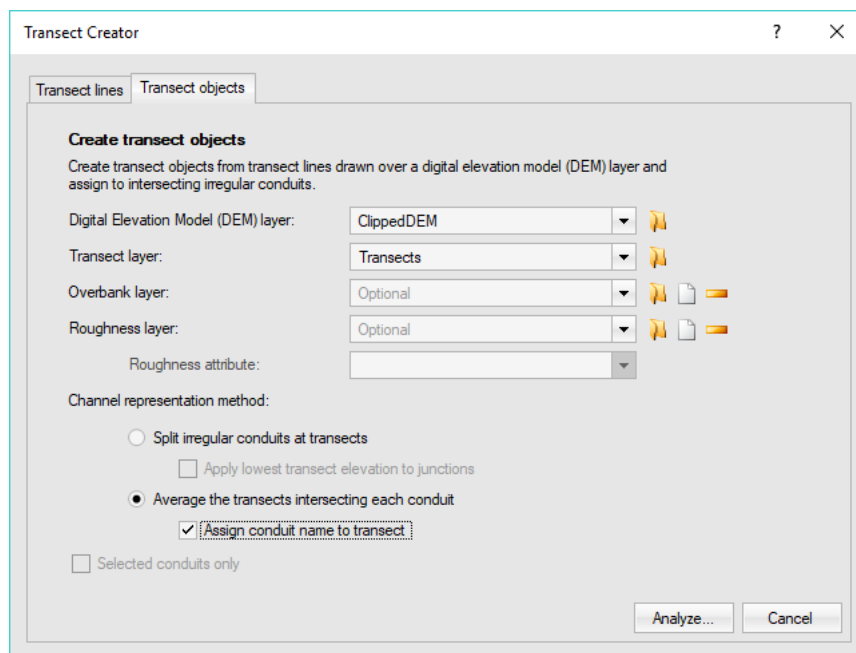 Transect Creator
?
Transect lines
Transect objects
Create transect objects
Create transect objects from transect lines drawn over a digital elevation model (DEM) layer and
assign to intersecting irregular conduits.
Digital Elevation Model (DEM) layer: ClippedDEM
Transect layer: Transects
Overbank layer: Optional
Roughness layer: Optional
Roughness attribute:
Channel representation method:
Split irregular conduits at transects
Apply lowest transect elevation to junctions
Average the transects intersecting each conduit
Assign conduit name to transect
Selected conduits only
Analyze... Cancel